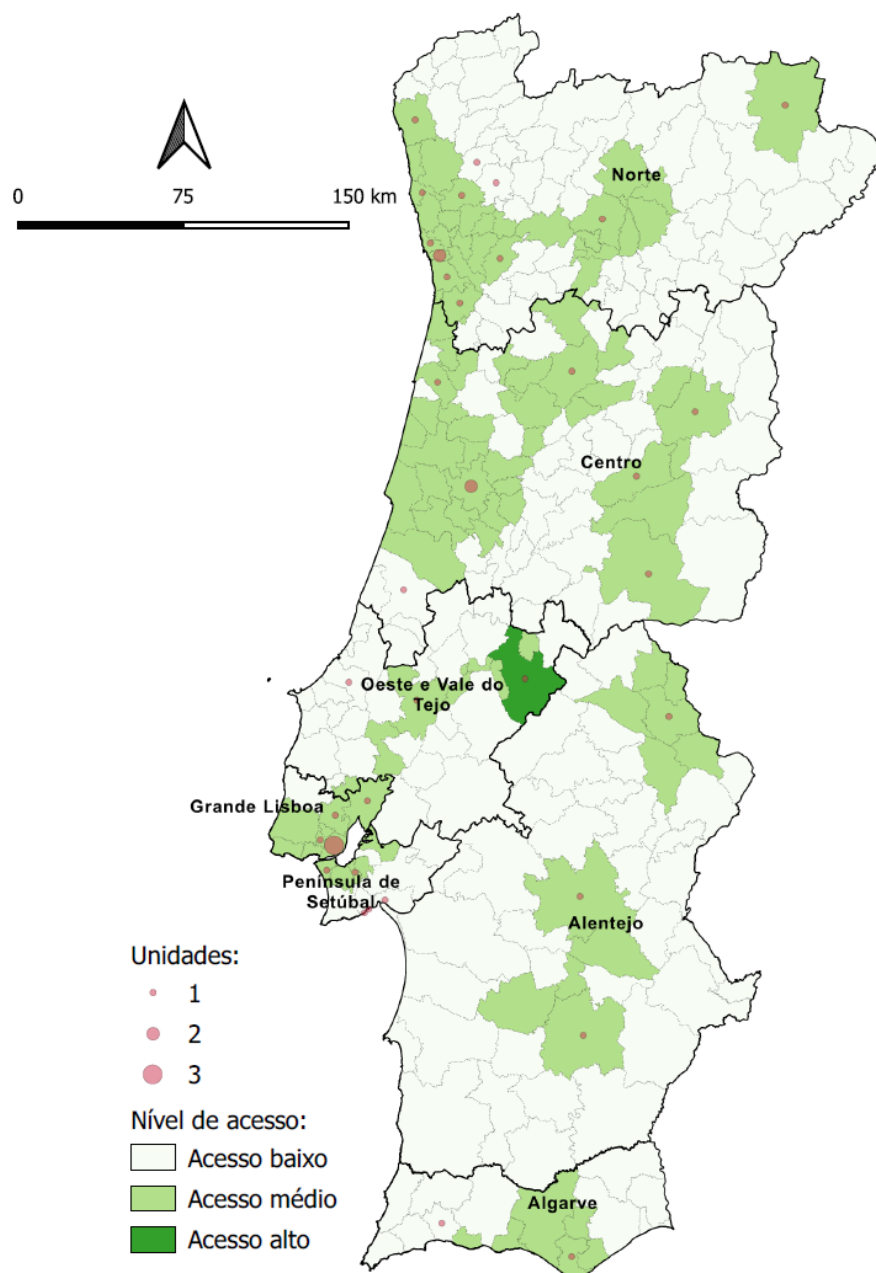 Norte
0 75 150 km
Centro
Oeste e Vale do
Tejo
Grande Lisboa
Península de
Setúbal
Alentejo
Unidades:
1
2
3
Nível de acesso:
Acesso baixo
Acesso médio
Acesso alto
Algarve